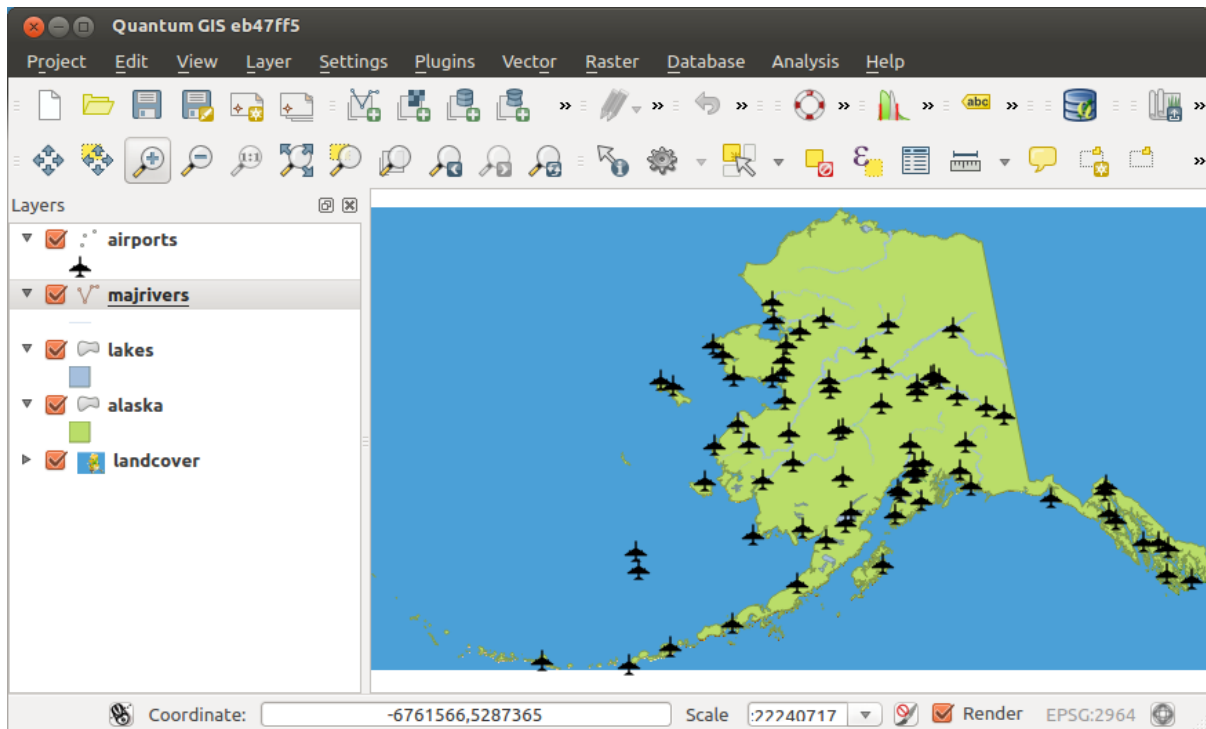 Quantum GIS eb47ff5
Project Edit View Layer Settings Plugins Vector Raster Database Analysis Help
abc
1:1
Layers
airports
majrivers
lakes
alaska
landcover
Coordinate: -6761566,5287365 Scale :22240717 Render EPSG:2964